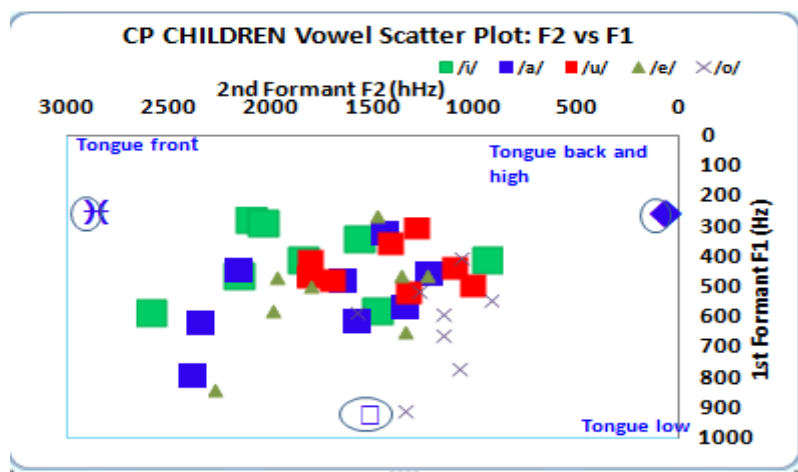 CP CHILDREN Vowel Scatter Plot: F2 vs F1
/i/ /a/ /u/ /e/ /o/
2nd Formant F2 (hHz)
3000 2500 2000 1500 1000 500 0
0
100
200
300
400
500
600
700
800
900
1000
1st Formant F1 (Hz)
Tongue front
Tongue back and
high
Tongue low